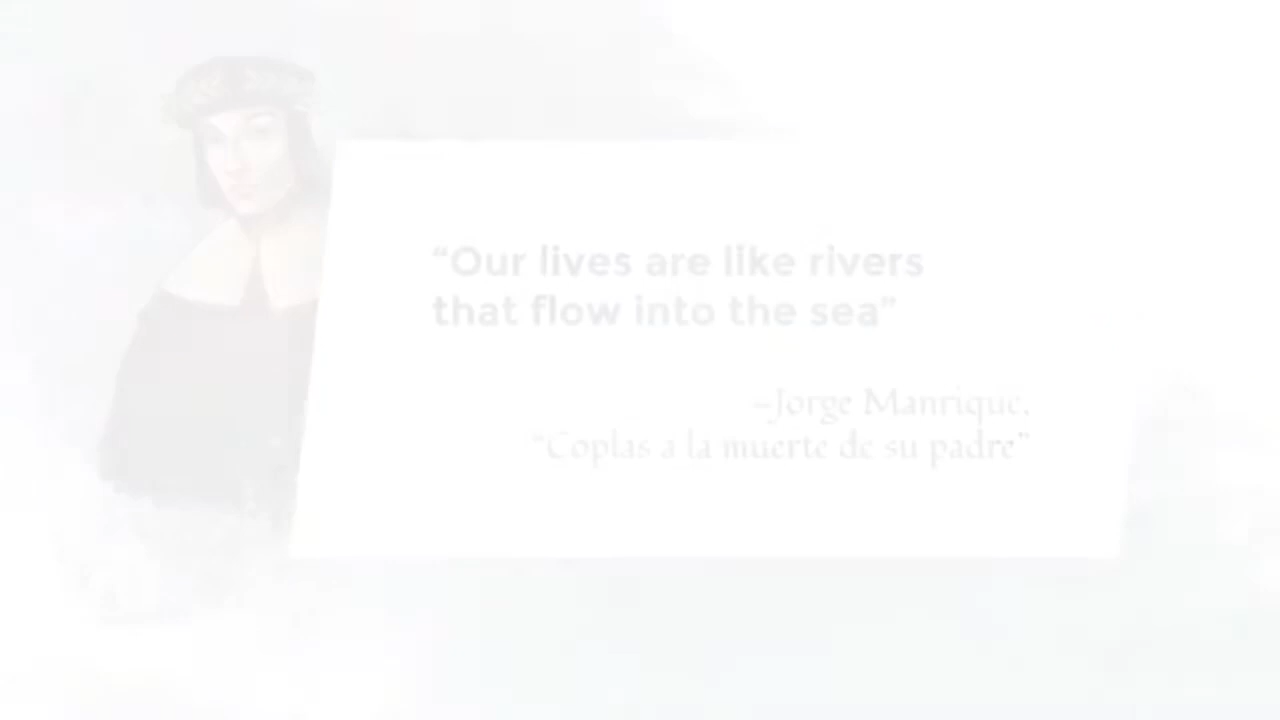 “Our lives are like rivers
that flow into the sea”
–Jorge Manrique.
“Coplas a la muerte de su padre”